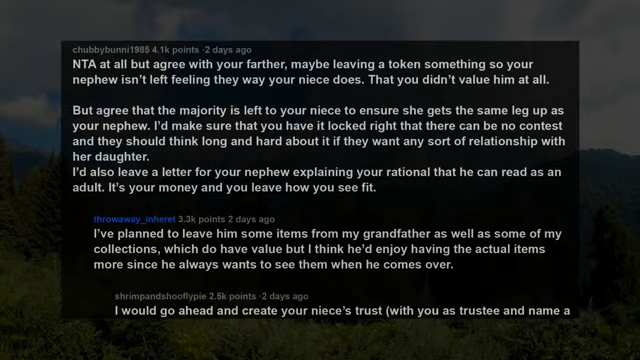 chubbybunni1985 4.1k points ·2 days ago
NTA at all but agree with your farther, maybe leaving a token something so your
nephew isn't left feeling they way your niece does. That you didn't value him at all.
But agree that the majority is left to your niece to ensure she gets the same leg up as
your nephew. I'd make sure that you have it locked right that there can be no contest
and they should think long and hard about it if they want any sort of relationship with
her daughter.
I'd also leave a letter for your nephew explaining your rational that he can read as an
adult. It's your money and you leave how you see fit.
throwaway_inheret 3.3k points 2 days ago
I've planned to leave him some items from my grandfather as well as some of my
collections, which do have value but I think he'd enjoy having the actual items
more since he always wants to see them when he comes over.
shrimpandshooflypie 2.5k points ·2 days ago
I would go ahead and create your niece's trust (with you as trustee and name a